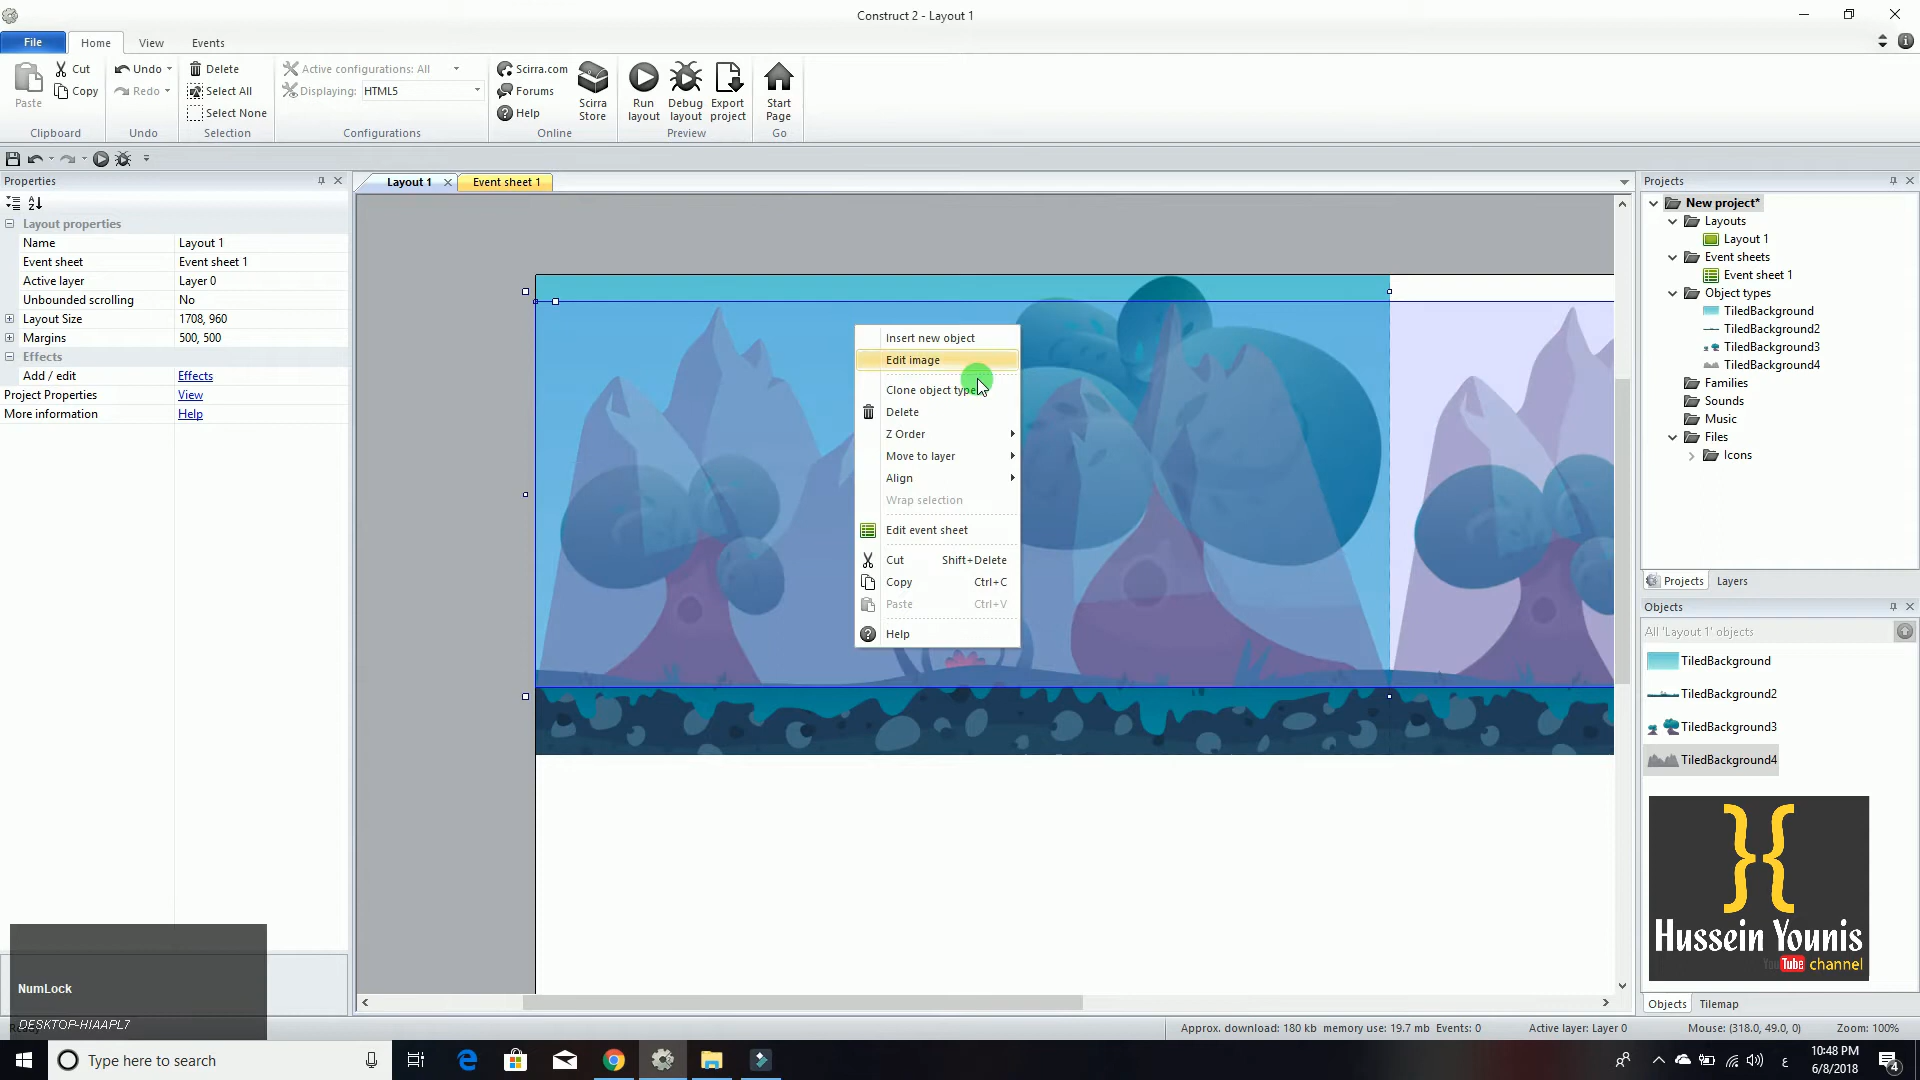 Construct 2 - Layout 1
File
Home
View
Events
Paste
Cut
Copy
Clipboard
Undo
Redo
Undo
Delete
Select All
Select None
Selection
Active configurations: All
Displaying:
HTML5
Configurations
Scirra.com
Forums
Help
Online
Scirra
Store
Run
layout
Debug
layout
Export
project
Preview
Start
Page
Go
Properties
Layout properties
Name
Layout 1
Event sheet
Event sheet 1
Active layer
Layer 0
Unbounded scrolling
No
Layout Size
1708, 960
Margins
500, 500
Effects
Add / edit
Effects
Project Properties
View
More information
Help
NumLock
DESKTOP-HIAAPL7
Layout 1
Event sheet 1
Insert new object
Edit image
Clone object type
Delete
Z Order
Move to layer
Align
Wrap selection
Edit event sheet
Cut Shift+Delete
Copy Ctrl+C
Paste Ctrl+V
Help
Projects
New project*
Layouts
Layout 1
Event sheets
Event sheet 1
Object types
TiledBackground
TiledBackground2
TiledBackground3
TiledBackground4
Families
Sounds
Music
Files
Icons
Projects
Layers
Objects
All 'Layout 1' objects
TiledBackground
TiledBackground2
TiledBackground3
TiledBackground4
Hussein Younis
YouTube channel
Objects
Tilemap
Approx. download: 180 kb memory use: 19.7 mb Events: 0
Active layer: Layer 0
Mouse: (318.0, 49.0, 0)
Zoom: 100%
Type here to search
ع
10:48 PM
6/8/2018
4